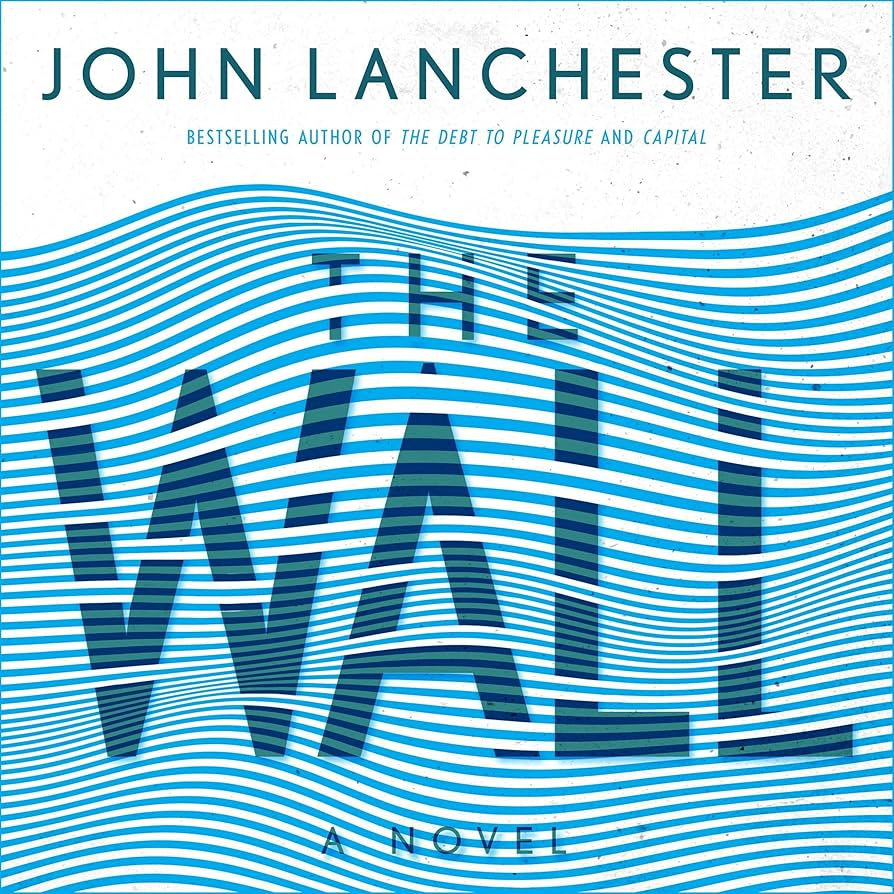 JOHN LANCHESTER
BESTSELLING AUTHOR OF THE DEBT TO PLEASURE AND CAPITAL
THE
WALL
A NOVEL